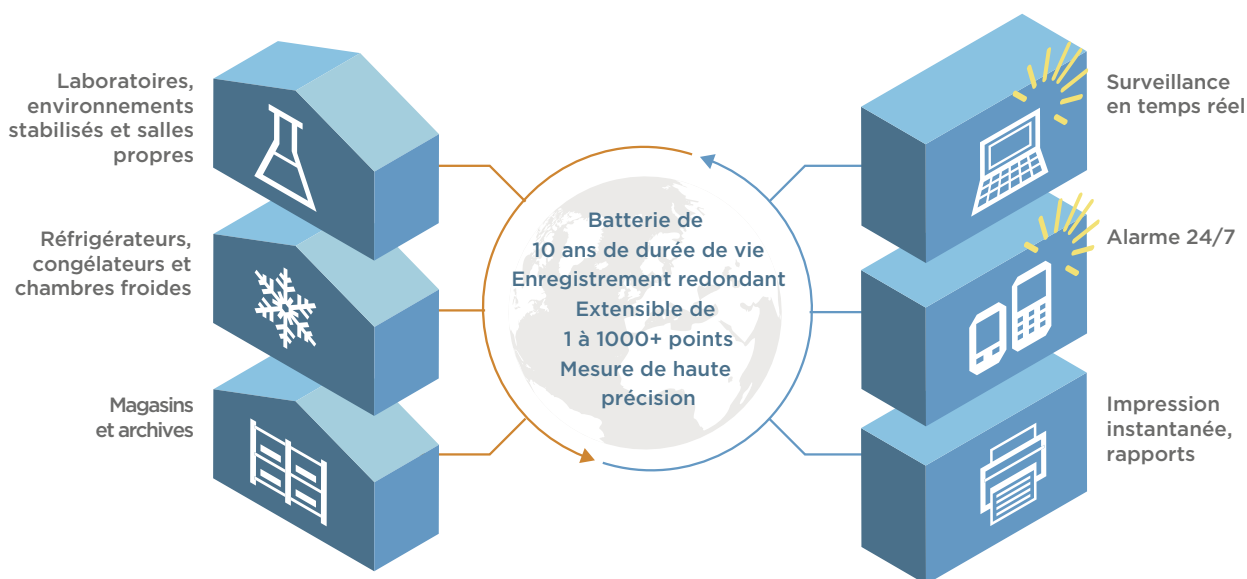 Laboratoires,
environnements
stabilisés et salles
propres
Réfrigérateurs,
congélateurs et
chambres froides
Magasins
et archives
Batterie de
10 ans de durée de vie
Enregistrement redondant
Extensible de
1 à 1000+ points
Mesure de haute
précision
Surveillance
en temps réel
Alarme 24/7
Impression
instantanée,
rapports